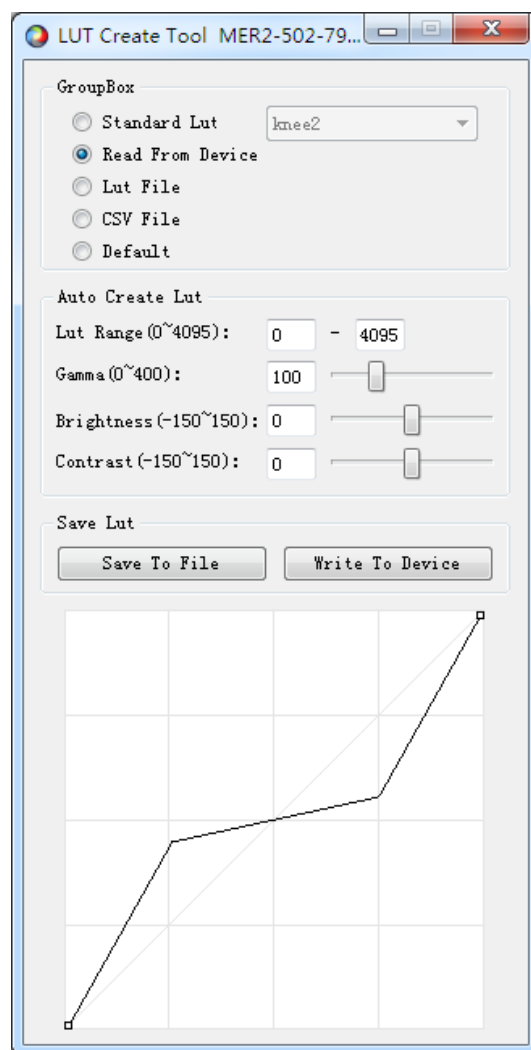 LUT Create Tool MER2-502-79...
GroupBox
Standard Lut knee2
Read From Device
Lut File
CSV File
Default
Auto Create Lut
Lut Range(0~4095): 0 - 4095
Gamma(0~400): 100
Brightness(-150~150): 0
Contrast(-150~150): 0
Save Lut
Save To File Write To Device